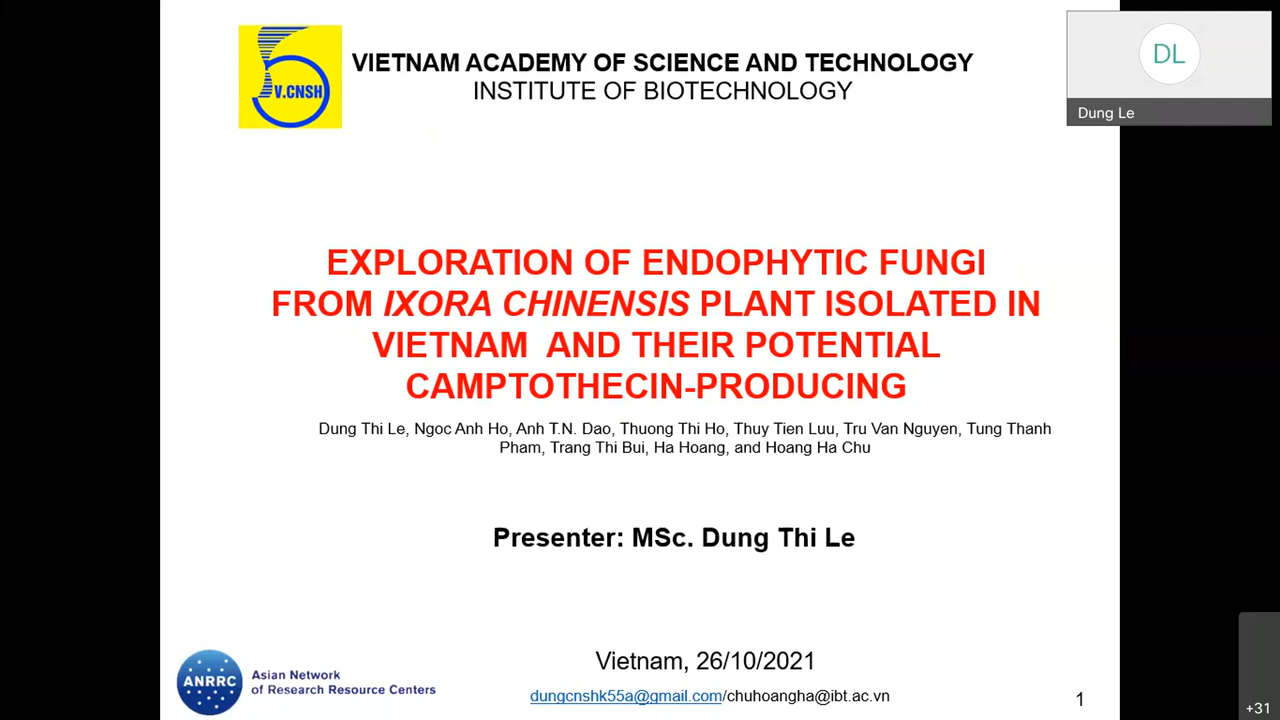 V.CNSH
VIETNAM ACADEMY OF SCIENCE AND TECHNOLOGY
INSTITUTE OF BIOTECHNOLOGY
DL
Dung Le
EXPLORATION OF ENDOPHYTIC FUNGI
FROM IXORA CHINENSIS PLANT ISOLATED IN
VIETNAM AND THEIR POTENTIAL
CAMPTOTHECIN-PRODUCING
Dung Thi Le, Ngoc Anh Ho, Anh T.N. Dao, Thuong Thi Ho, Thuy Tien Luu, Tru Van Nguyen, Tung Thanh
Pham, Trang Thi Bui, Ha Hoang, and Hoang Ha Chu
Presenter: MSc. Dung Thi Le
ANRRC
Asian Network
of Research Resource Centers
Vietnam, 26/10/2021
dungcnshk55a@gmail.com/chuhoangha@ibt.ac.vn
1
+31